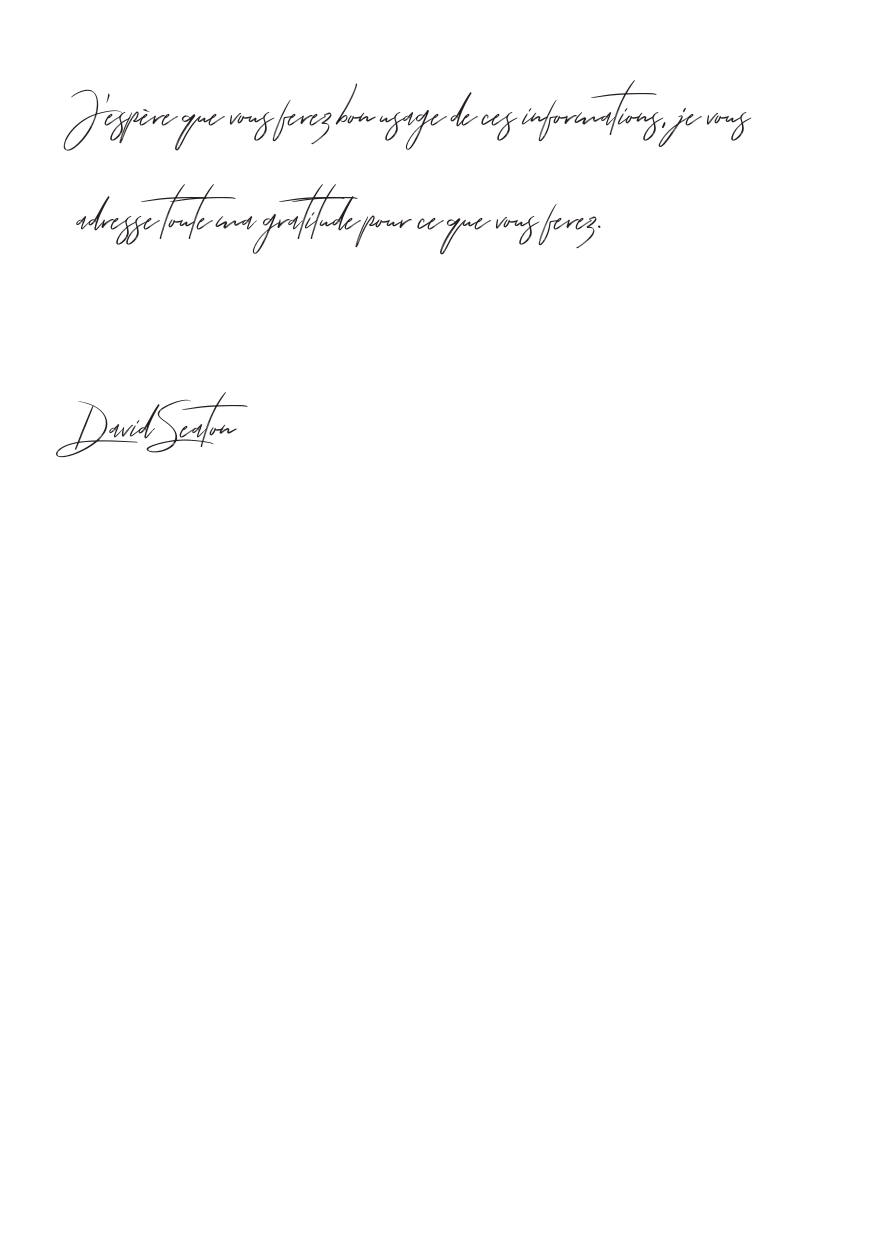 J'espère que vous ferez bon usage de ces informations, je vous
adresse toute ma gratitude pour ce que vous ferez.
David Seaton